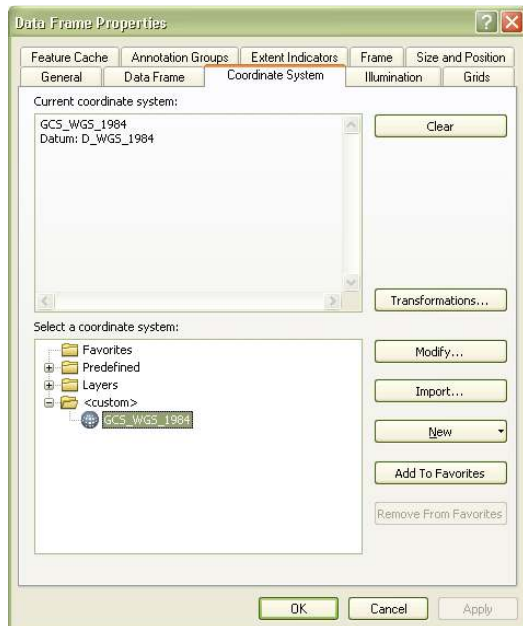 Data Frame Properties
Feature Cache Annotation Groups Extent Indicators Frame Size and Position
General Data Frame Coordinate System Illumination Grids
Current coordinate system:
GCS_WGS_1984
Datum: D_WGS_1984
Clear
Transformations...
Select a coordinate system:
Favorites
Predefined
Layers
<custom>
GCS_WGS_1984
Modify...
Import...
New
Add To Favorites
Remove From Favorites
OK Cancel Apply